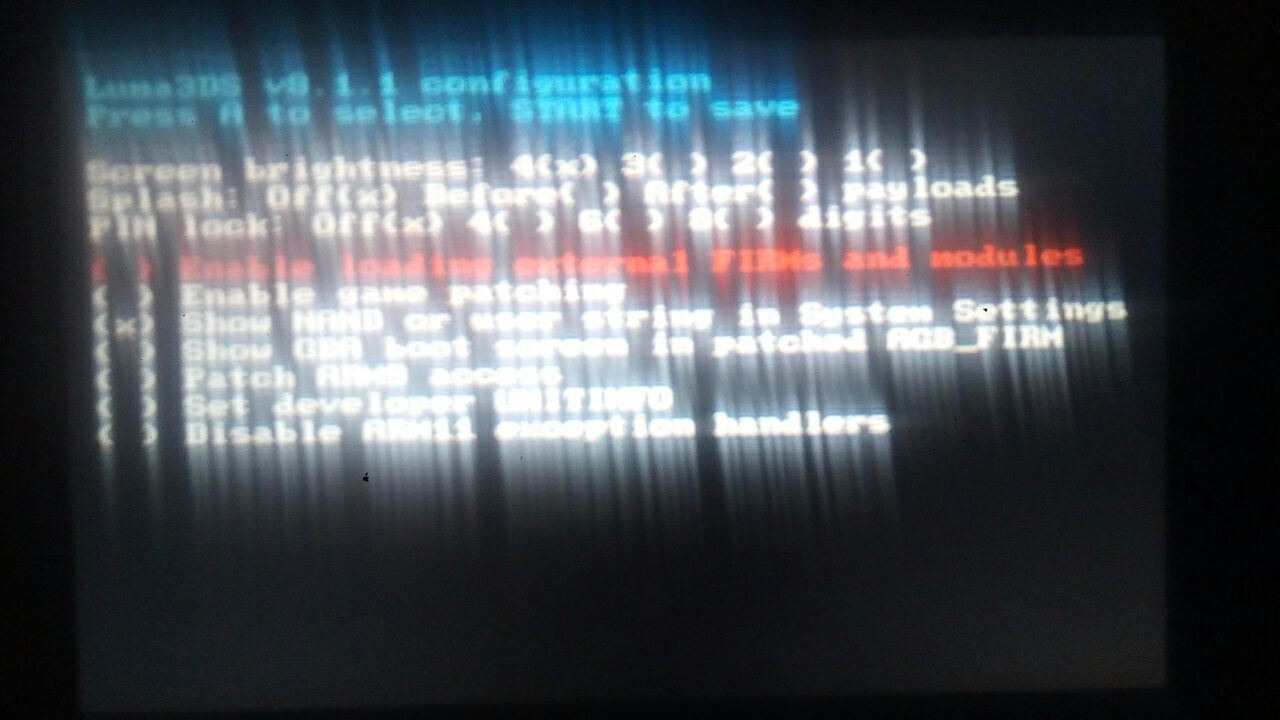 Luma3DS v8.1.1 configuration
Press A to select, START to save
Screen brightness: 4(x) 3( ) 2( ) 1( )
Splash: Off(x) Before( ) After( ) payloads
PIN lock: Off(x) 4( ) 6( ) 8( ) digits
( ) Enable loading external FIRMs and modules
( ) Enable game patching
(x) Show NAND or user string in System Settings
( ) Show GBA boot screen in patched AGB_FIRM
( ) Patch ARM9 access
( ) Set developer UNITINFO
( ) Disable ARM11 exception handlers